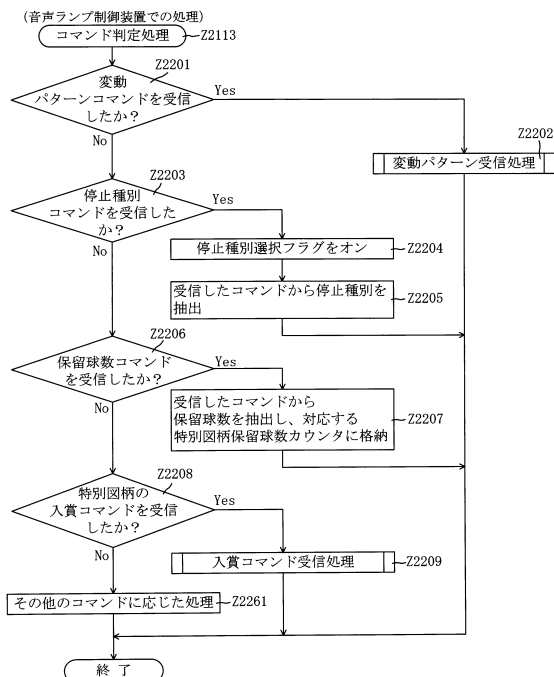 (音声ランプ制御装置での処理)
コマンド判定処理
Z2113
Z2201
変動
パターンコマンドを受信
したか?
Yes
No
Z2202
変動パターン受信処理
Z2203
停止種別
コマンドを受信した
か?
Yes
No
停止種別選択フラグをオン
Z2204
受信したコマンドから停止種別を
抽出
Z2205
Z2206
保留球数コマンド
を受信したか?
Yes
No
受信したコマンドから
保留球数を抽出し、対応する
特別図柄保留球数カウンタに格納
Z2207
Z2208
特別図柄の
入賞コマンドを受信
したか?
Yes
No
入賞コマンド受信処理
Z2209
その他のコマンドに応じた処理
Z2261
終 了